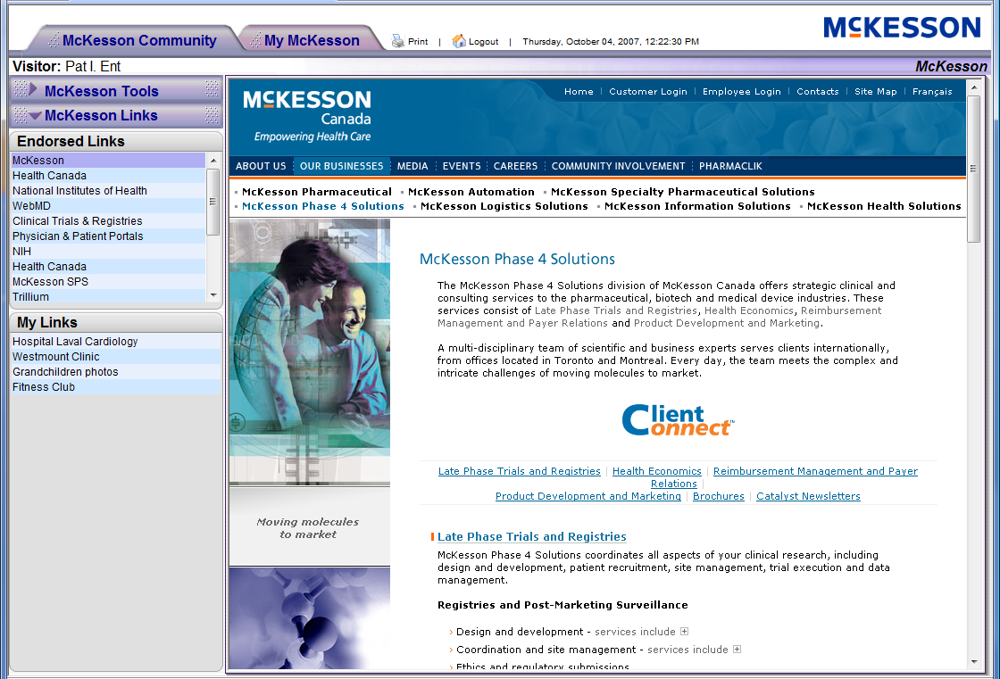 McKesson Community
My McKesson
Print | Logout | Thursday, October 04, 2007, 12:22:30 PM
MCKESSON
Visitor: Pat I. Ent
McKesson
McKesson Tools
McKesson Links
Endorsed Links
McKesson
Health Canada
National Institutes of Health
WebMD
Clinical Trials & Registries
Physician & Patient Portals
NIH
Health Canada
McKesson SPS
Trillium
My Links
Hospital Laval Cardiology
Westmount Clinic
Grandchildren photos
Fitness Club
MCKESSON
Canada
Empowering Health Care
Home | Customer Login | Employee Login | Contacts | Site Map | Français
ABOUT US OUR BUSINESSES MEDIA EVENTS CAREERS COMMUNITY INVOLVEMENT PHARMACLIK
McKesson Pharmaceutical McKesson Automation McKesson Specialty Pharmaceutical Solutions
McKesson Phase 4 Solutions McKesson Logistics Solutions McKesson Information Solutions McKesson Health Solutions
Moving molecules
to market
McKesson Phase 4 Solutions
The McKesson Phase 4 Solutions division of McKesson Canada offers strategic clinical and
consulting services to the pharmaceutical, biotech and medical device industries. These
services consist of Late Phase Trials and Registries, Health Economics, Reimbursement
Management and Payer Relations and Product Development and Marketing.
A multi-disciplinary team of scientific and business experts serves clients internationally,
from offices located in Toronto and Montreal. Every day, the team meets the complex and
intricate challenges of moving molecules to market.
Client
Connect™
Late Phase Trials and Registries | Health Economics | Reimbursement Management and Payer
Relations |
Product Development and Marketing | Brochures | Catalyst Newsletters
Late Phase Trials and Registries
McKesson Phase 4 Solutions coordinates all aspects of your clinical research, including
design and development, patient recruitment, site management, trial execution and data
management.
Registries and Post-Marketing Surveillance
Design and development - services include
Coordination and site management - services include
Ethics and regulatory submissions